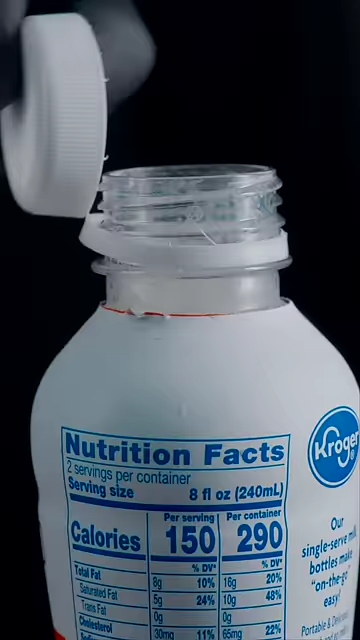 Nutrition Facts
2 servings per container
Serving size 8 fl oz (240mL)
Calories Per serving 150 Per container 290
% DV* % DV*
Total Fat 8g 10% 16g 20%
Saturated Fat 5g 24% 10g 48%
Trans Fat 0g 0g
Cholesterol 30mg 11% 65mg 22%
Kroger
Our
single-serve
bottles make
"on-the-go"
easy!
Portable &